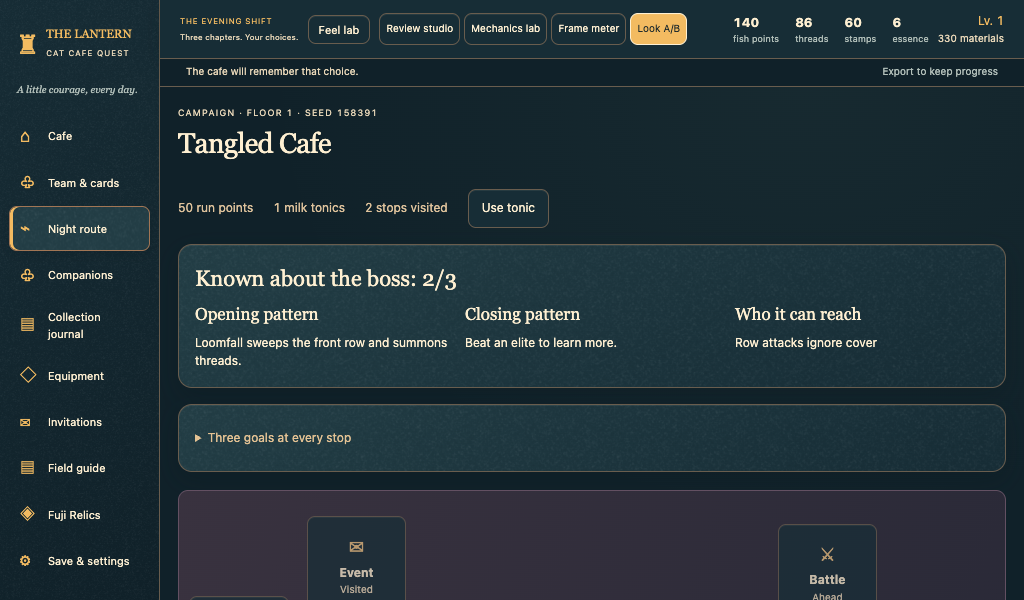 THE LANTERN
CAT CAFE QUEST
A little courage, every day.
Cafe
Team & cards
Night route
Companions
Collection
journal
Equipment
Invitations
Field guide
Fuji Relics
Save & settings
THE EVENING SHIFT
Three chapters. Your choices.
Feel lab
Review studio
Mechanics lab
Frame meter
Look A/B
140
fish points
86
threads
60
stamps
6
essence
Lv. 1
330 materials
The cafe will remember that choice.
Export to keep progress
CAMPAIGN · FLOOR 1 · SEED 158391
Tangled Cafe
50 run points
1 milk tonics
2 stops visited
Use tonic
Known about the boss: 2/3
Opening pattern
Loomfall sweeps the front row and summons
threads.
Closing pattern
Beat an elite to learn more.
Who it can reach
Row attacks ignore cover
Three goals at every stop
Event
Visited
Battle
Ahead